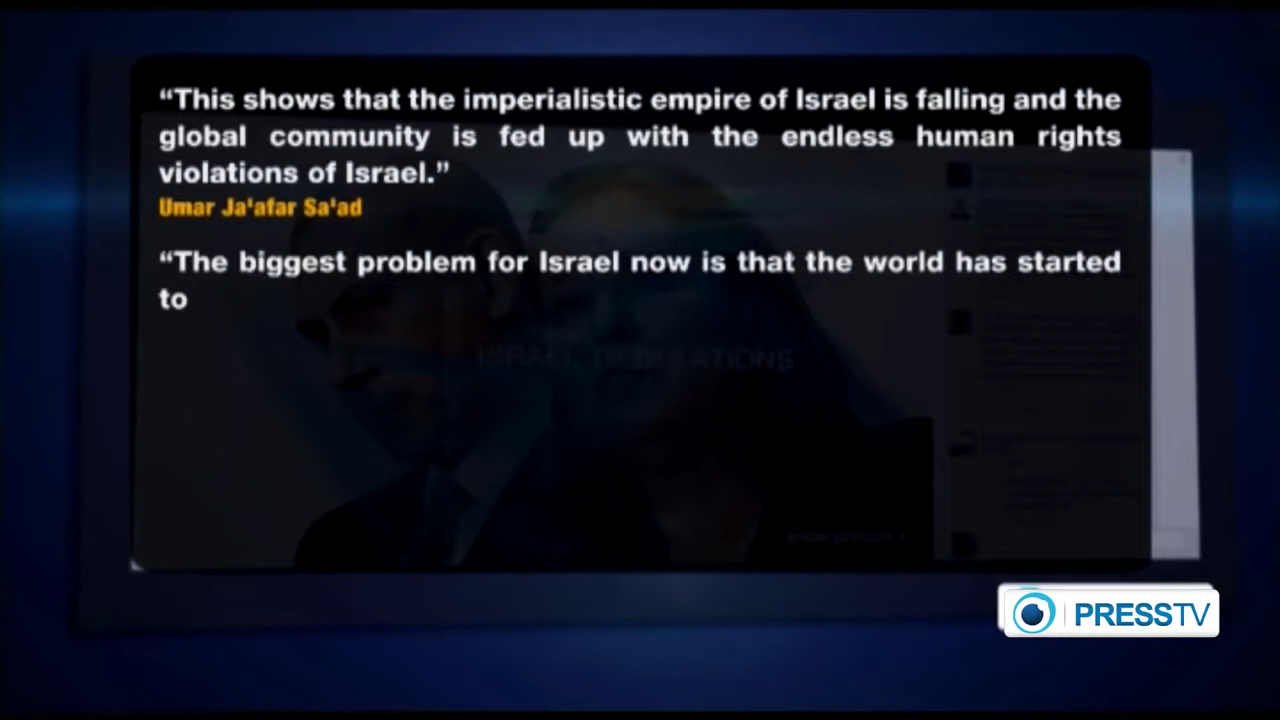 “This shows that the imperialistic empire of Israel is falling and the
global community is fed up with the endless human rights
violations of Israel.”
Umar Ja'afar Sa'ad
“The biggest problem for Israel now is that the world has started
to
ISRAEL TRIBULATIONS
PRESSTV